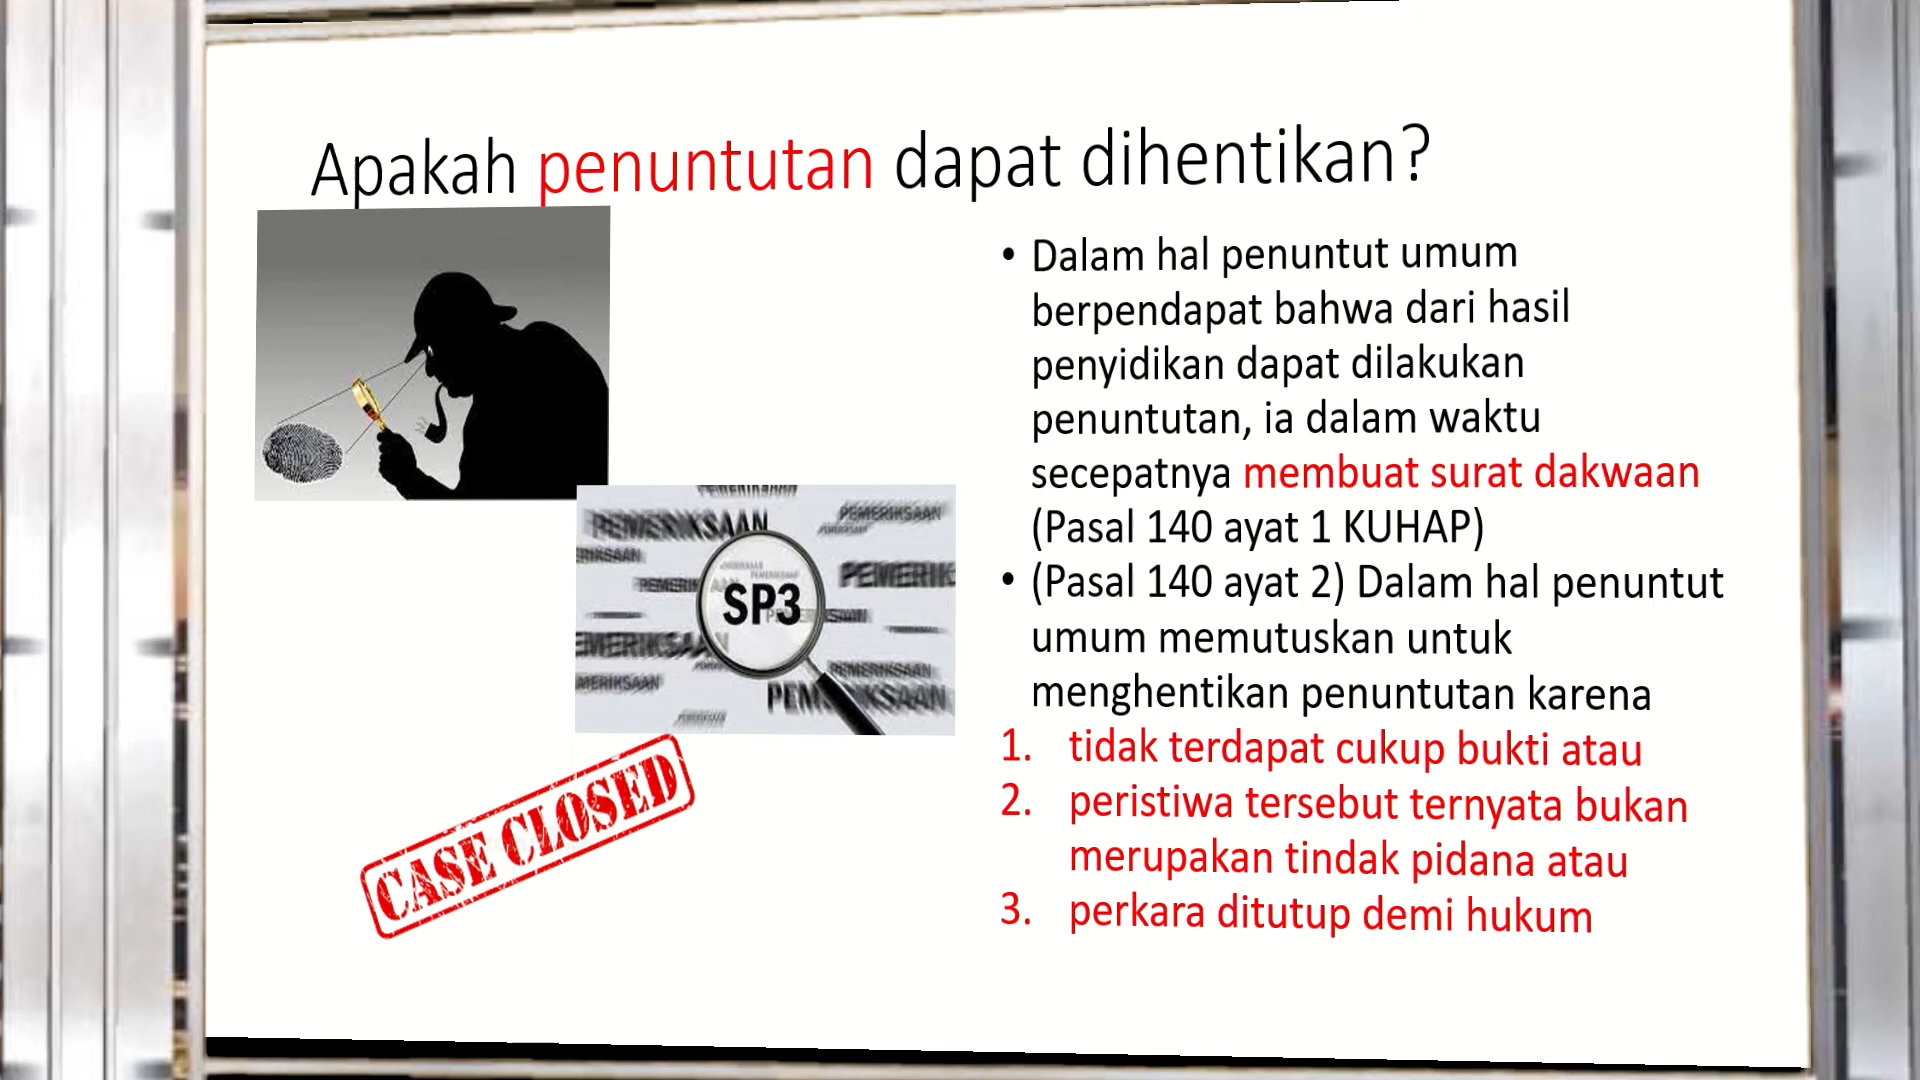 Apakah penuntutan dapat dihentikan?
• Dalam hal penuntut umum
berpendapat bahwa dari hasil
penyidikan dapat dilakukan
penuntutan, ia dalam waktu
secepatnya membuat surat dakwaan
(Pasal 140 ayat 1 KUHAP)
• (Pasal 140 ayat 2) Dalam hal penuntut
umum memutuskan untuk
menghentikan penuntutan karena
1. tidak terdapat cukup bukti atau
2. peristiwa tersebut ternyata bukan
merupakan tindak pidana atau
3. perkara ditutup demi hukum
PEMERIKSAAN
PEMERIKSAAN
SP3
PEMERIKSAAN
CASE CLOSED